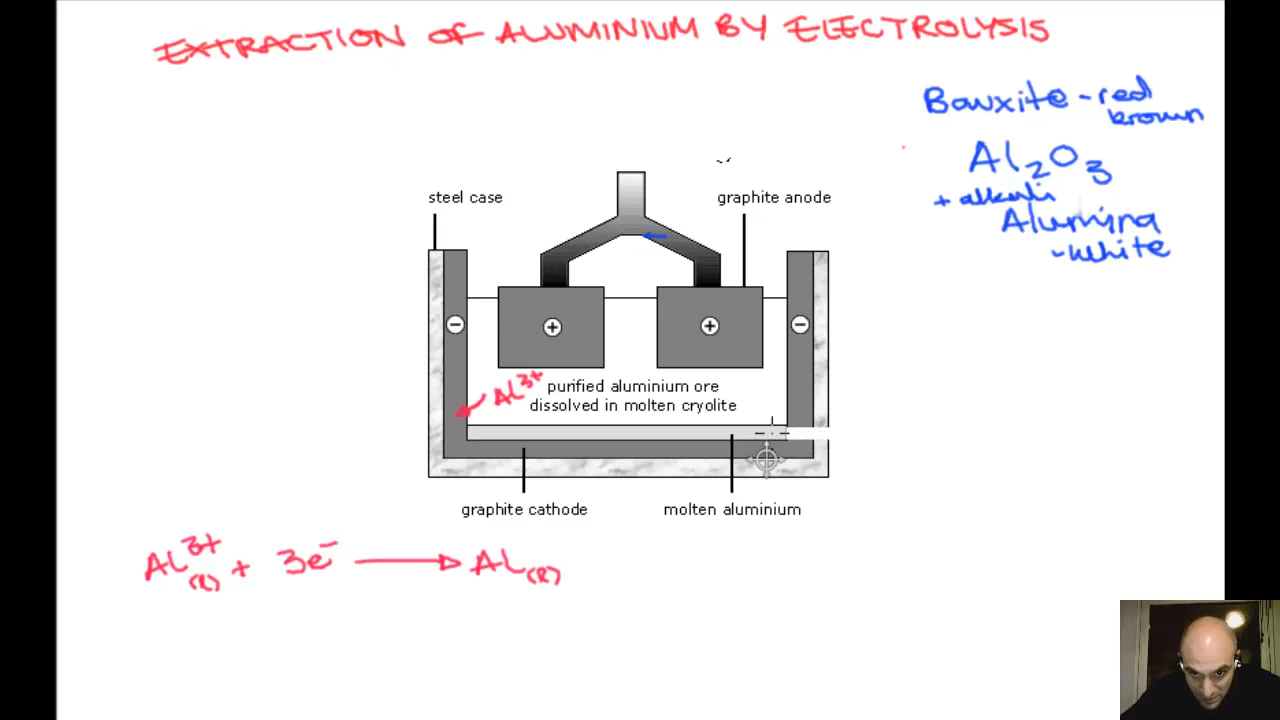 EXTRACTION OF ALUMINIUM BY ELECTROLYSIS
Bauxite - red
brown
Al2O3
+ alkali
Alumina
- white
steel case
graphite anode
Al3+
purified aluminium ore
dissolved in molten cryolite
graphite cathode
molten aluminium
Al3+(l) + 3e- → Al(l)